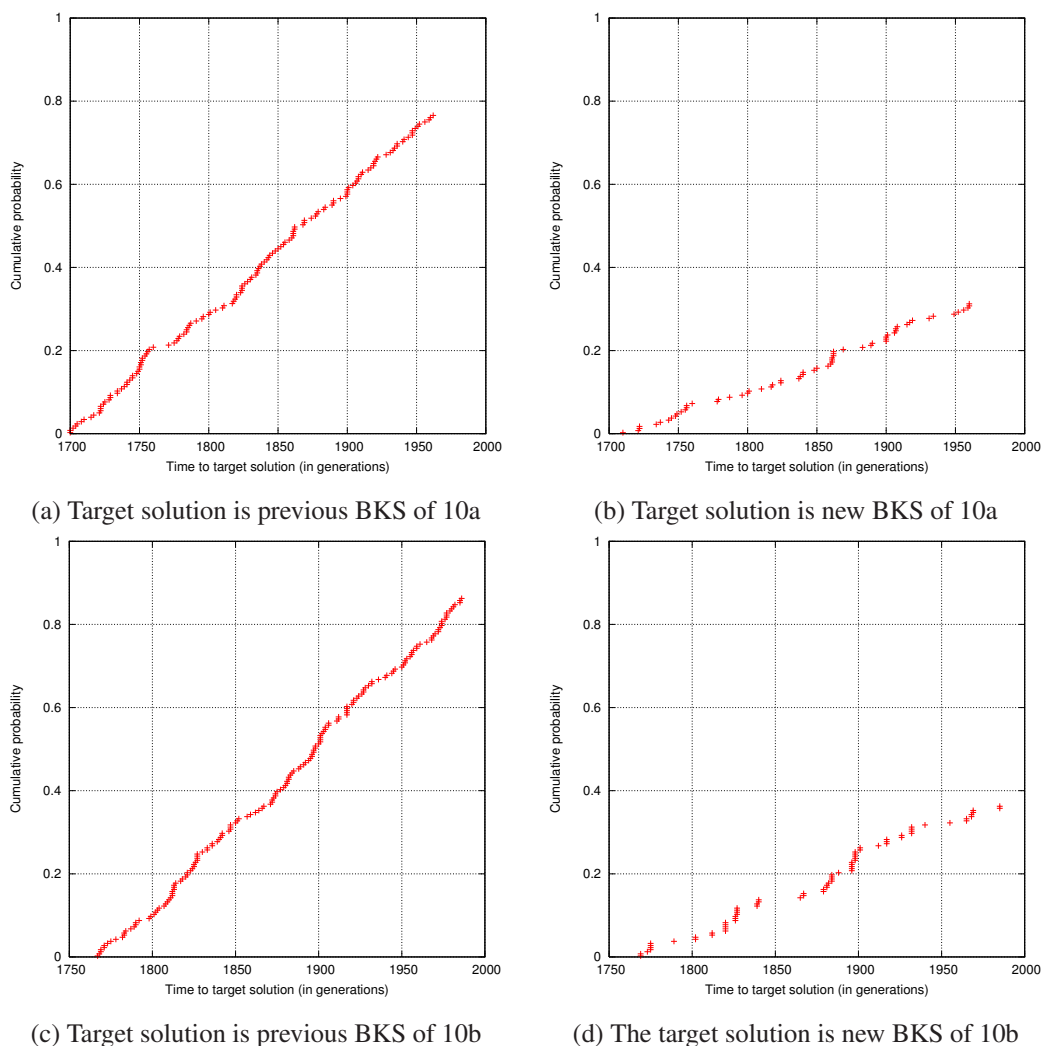 1
0.8
0.6
0.4
0.2
0
Cumulative probability
1700 1750 1800 1850 1900 1950 2000
Time to target solution (in generations)
(a) Target solution is previous BKS of 10a
1
0.8
0.6
0.4
0.2
0
Cumulative probability
1700 1750 1800 1850 1900 1950 2000
Time to target solution (in generations)
(b) Target solution is new BKS of 10a
1
0.8
0.6
0.4
0.2
0
Cumulative probability
1750 1800 1850 1900 1950 2000
Time to target solution (in generations)
(c) Target solution is previous BKS of 10b
1
0.8
0.6
0.4
0.2
0
Cumulative probability
1750 1800 1850 1900 1950 2000
Time to target solution (in generations)
(d) The target solution is new BKS of 10b